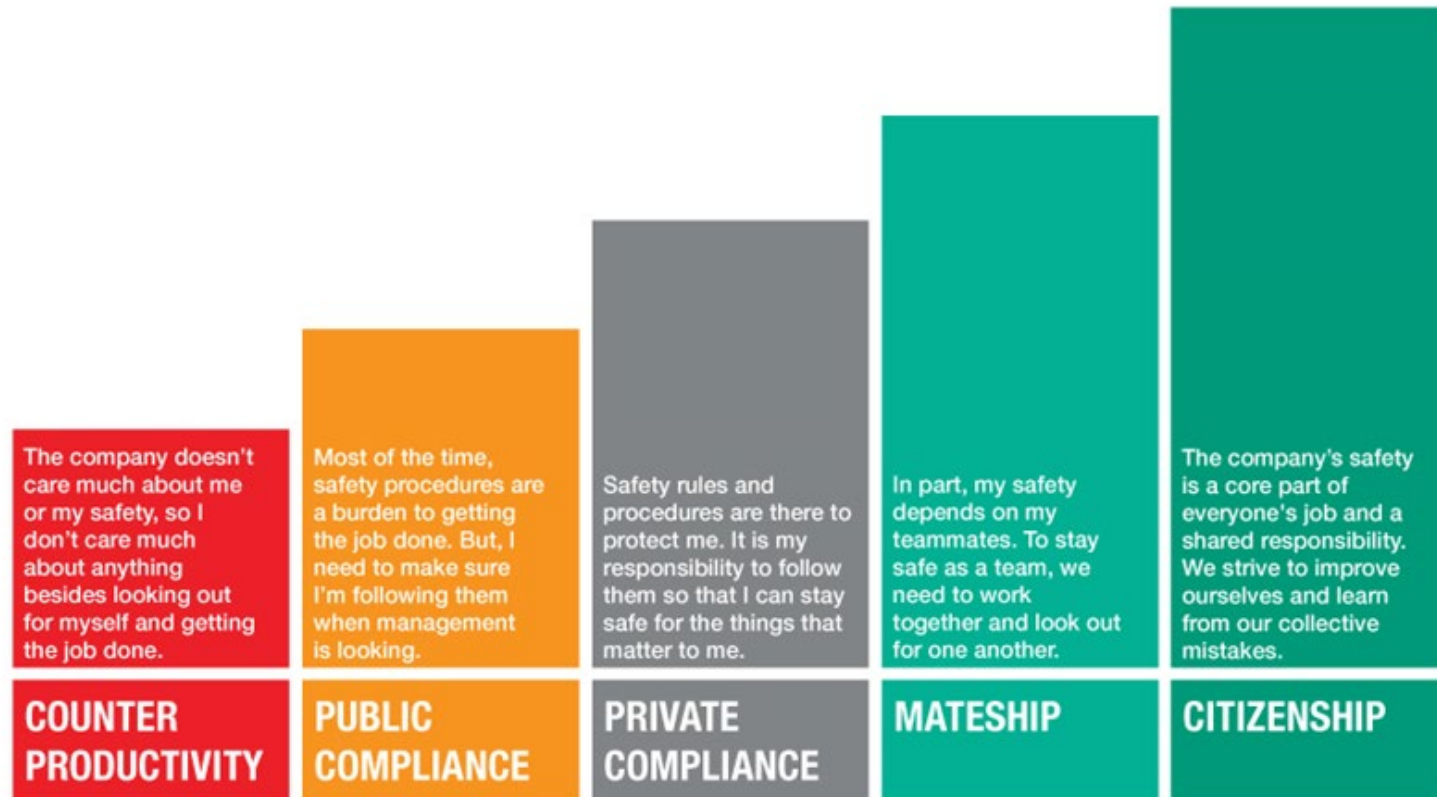 The company doesn't
care much about me
or my safety, so I
don't care much
about anything
besides looking out
for myself and getting
the job done.
COUNTER
PRODUCTIVITY
Most of the time,
safety procedures are
a burden to getting
the job done. But, I
need to make sure
I'm following them
when management
is looking.
PUBLIC
COMPLIANCE
Safety rules and
procedures are there to
protect me. It is my
responsibility to follow
them so that I can stay
safe for the things that
matter to me.
PRIVATE
COMPLIANCE
In part, my safety
depends on my
teammates. To stay
safe as a team, we
need to work
together and look out
for one another.
MATESHIP
The company's safety
is a core part of
everyone's job and a
shared responsibility.
We strive to improve
ourselves and learn
from our collective
mistakes.
CITIZENSHIP